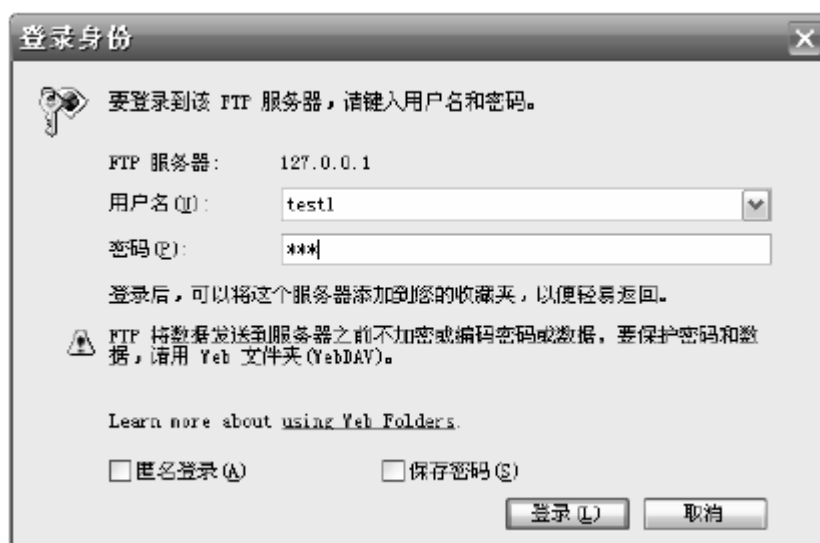 登录身份
要登录到该 FTP 服务器，请键入用户名和密码。
FTP 服务器: 127.0.0.1
用户名(U): test1
密码(P): ***
登录后，可以将这个服务器添加到您的收藏夹，以便轻易返回。
FTP 将数据发送到服务器之前不加密或编码密码或数据。要保护密码和数
据，请用 Web 文件夹(WebDAV)。
Learn more about using Web Folders.
匿名登录(A) 保存密码(S)
登录(L) 取消